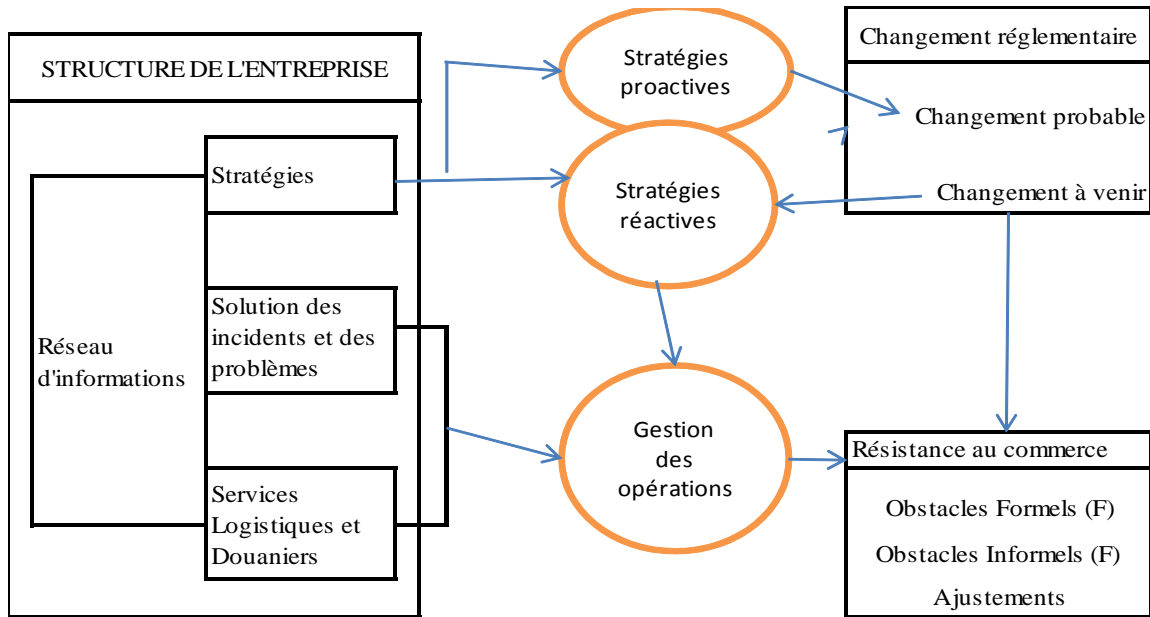 STRUCTURE DE L'ENTREPRISE
Réseau
d'informations
Stratégies
Solution des
incidents et des
problèmes
Services
Logistiques et
Douaniers
Stratégies
proactives
Stratégies
réactives
Gestion
des
opérations
Changement réglementaire
Changement probable
Changement à venir
Résistance au commerce
Obstacles Formels (F)
Obstacles Informels (F)
Ajustements